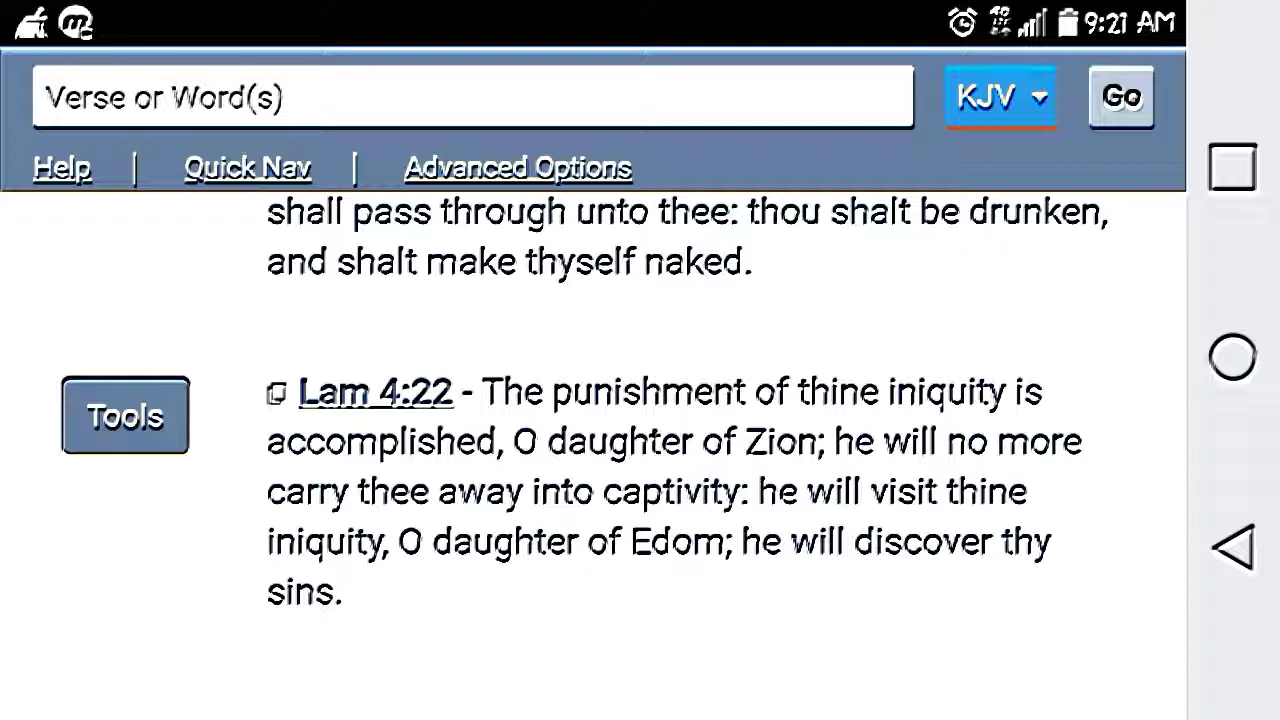 9:21 AM
Verse or Word(s)
KJV
Go
Help | Quick Nav | Advanced Options
shall pass through unto thee: thou shalt be drunken,
and shalt make thyself naked.
Tools
Lam 4:22 - The punishment of thine iniquity is
accomplished, O daughter of Zion; he will no more
carry thee away into captivity: he will visit thine
iniquity, O daughter of Edom; he will discover thy
sins.